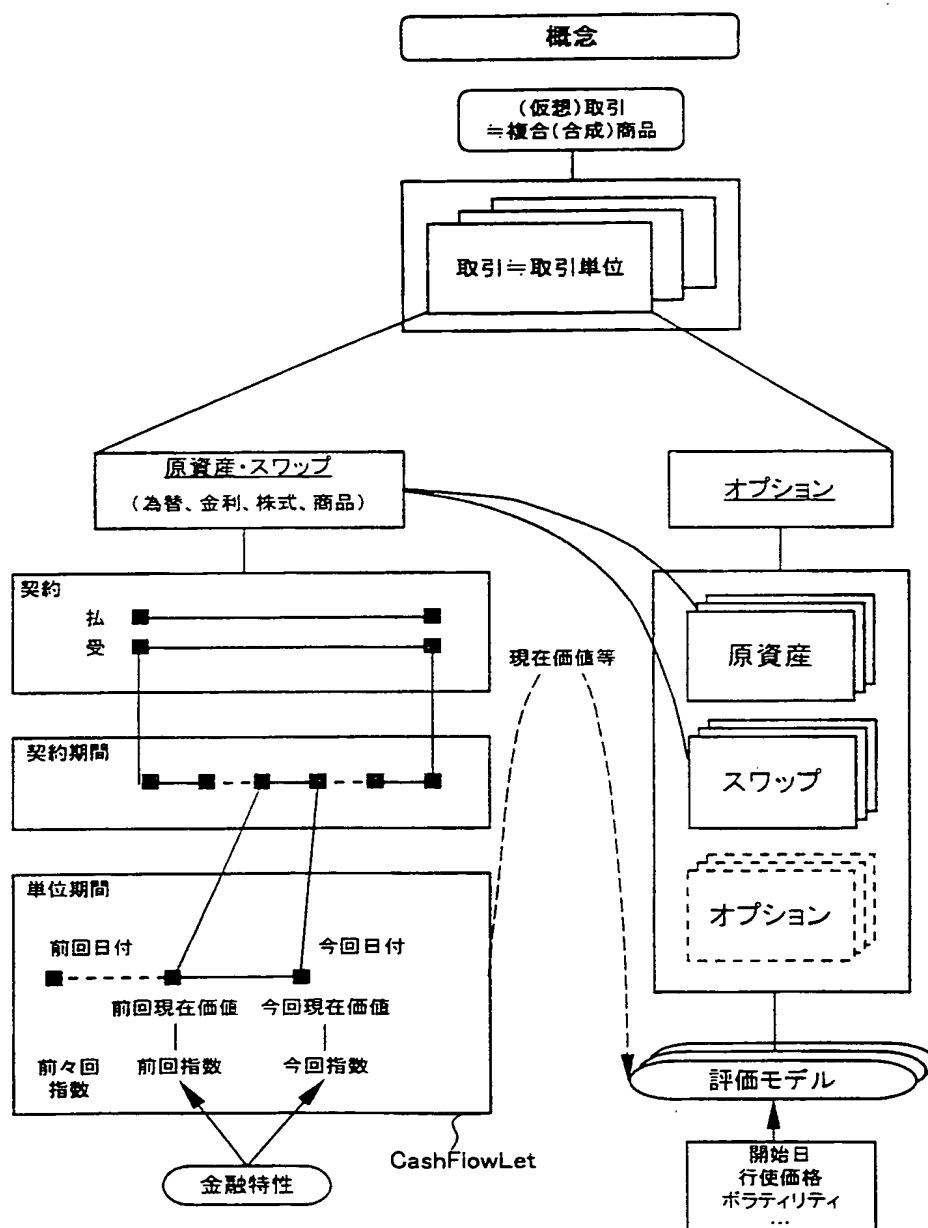 概念
(仮想)取引
≒複合(合成)商品
取引≒取引単位
原資産・スワップ
(為替、金利、株式、商品)
オプション
契約
払
受
現在価値等
原資産
契約期間
スワップ
単位期間
オプション
前回日付
今回日付
前回現在価値
今回現在価値
前々回
指数
前回指数
今回指数
評価モデル
CashFlowLet
金融特性
開始日
行使価格
ボラティリティ
…